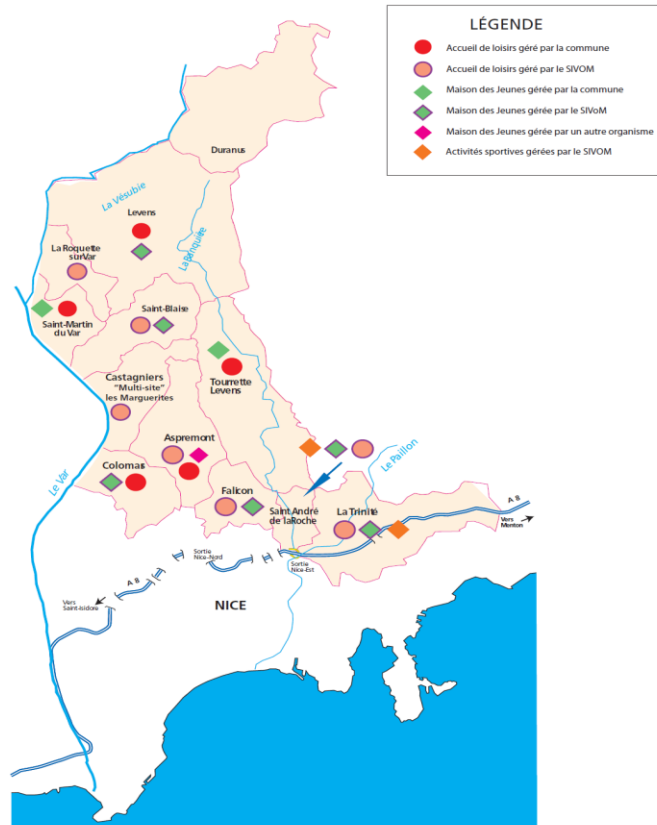 LÉGENDE
Accueil de loisirs géré par la commune
Accueil de loisirs géré par le SIVOM
Maison des Jeunes gérée par la commune
Maison des Jeunes gérée par le SIVoM
Maison des Jeunes gérée par un autre organisme
Activités sportives gérées par le SIVOM
Duranus
La Vésubie
Levens
La Banquière
La Roquette
sur Var
Saint-Martin
du Var
Saint-Blaise
Tourrette
Levens
Castagniers
"Multi-site"
les Marguerites
Aspremont
Le Paillon
Colomas
Le Var
Falicon
Saint André
de la Roche
La Trinité
A 8
Vers
Menton
Sortie
Nice-Nord
Sortie
Nice-Est
A 8
Vers
Saint-Isidore
NICE